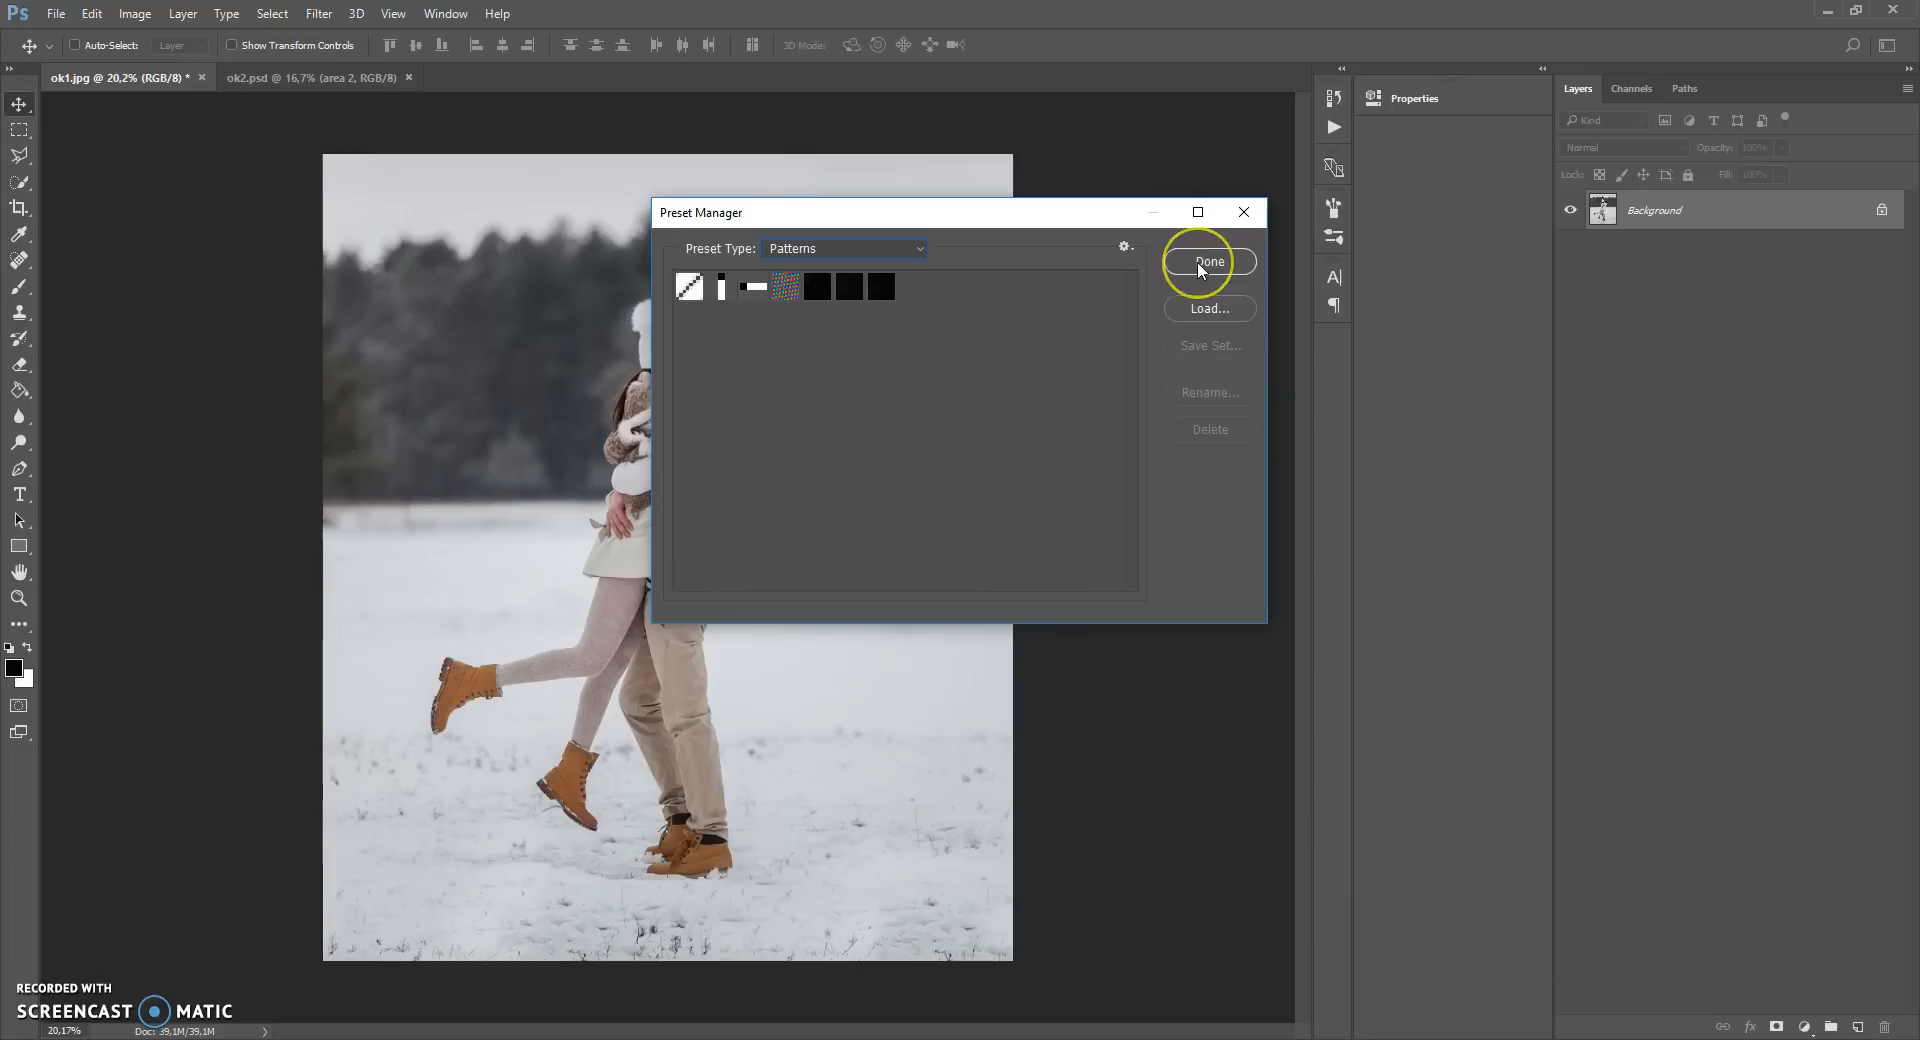 Ps File Edit Image Layer Type Select Filter 3D View Window Help
Auto-Select: Layer Show Transform Controls 3D Mode:
ok1.jpg @ 20,2% (RGB/8) * × ok2.psd @ 16,7% (area 2, RGB/8) ×
Properties
Layers Channels Paths
Kind
Normal Opacity: 100%
Lock: Fill: 100%
Background
Preset Manager
Preset Type: Patterns
Done
Load...
Save Set...
Rename...
Delete
RECORDED WITH
SCREENCAST MATIC
20,17% Doc: 39,1M/39,1M